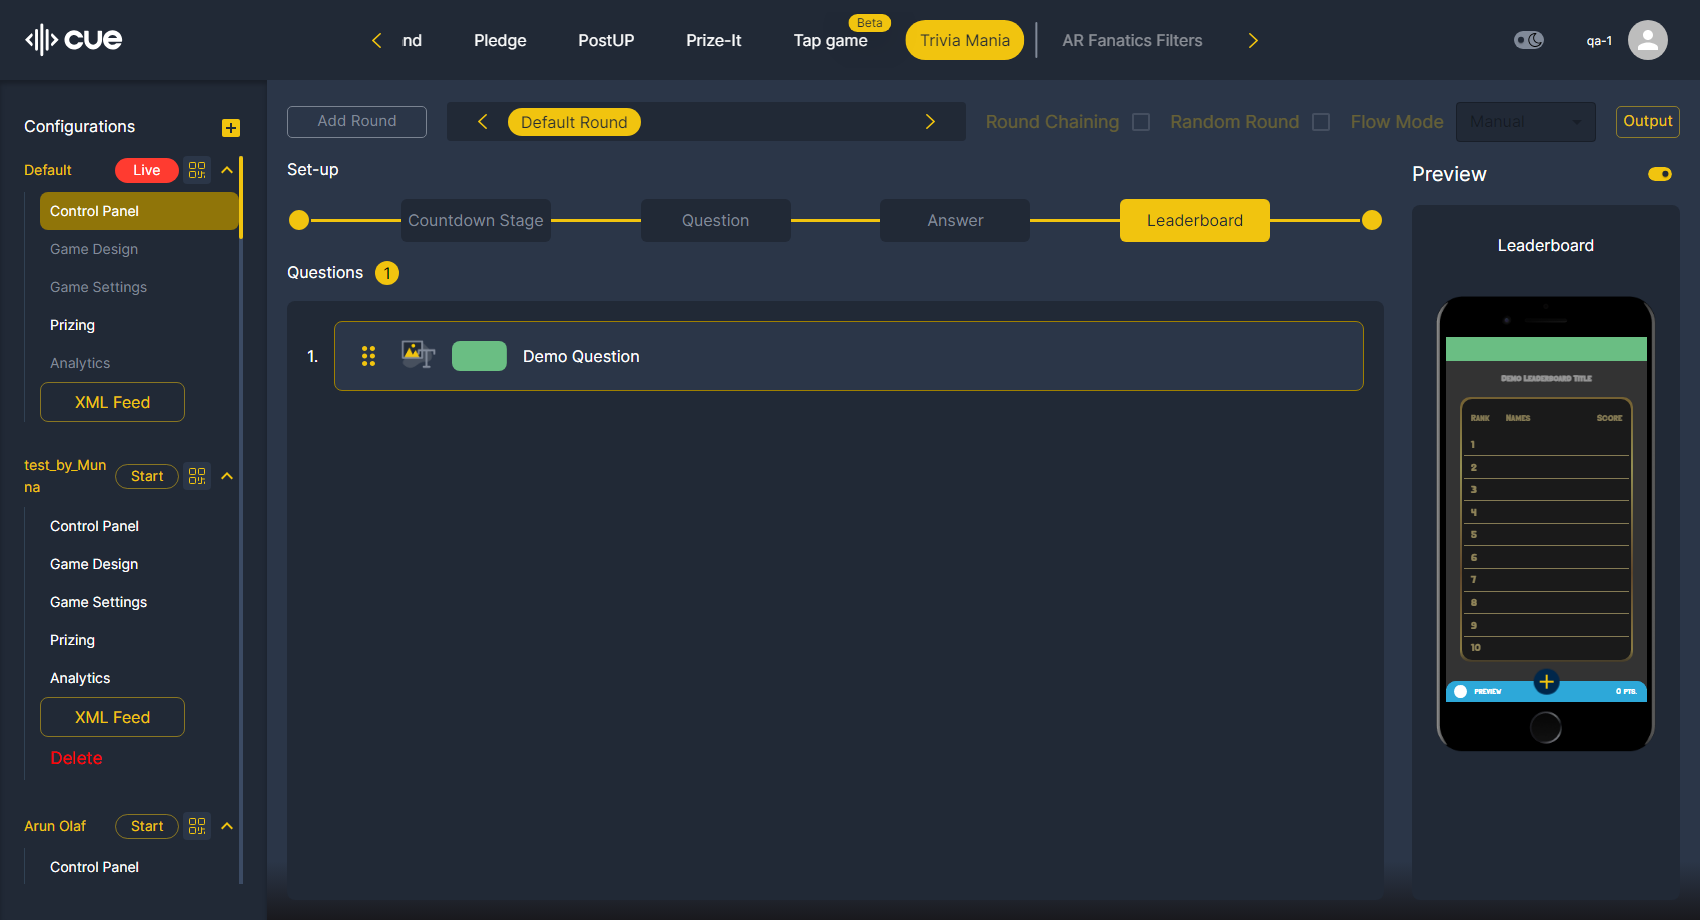 cue
Pledge
PostUP
Prize-It
Beta
Tap game
Trivia Mania
AR Fanatics Filters
qa-1
Configurations
Default
Live
Control Panel
Game Design
Game Settings
Prizing
Analytics
XML Feed
test_by_Mun
na
Start
Control Panel
Game Design
Game Settings
Prizing
Analytics
XML Feed
Delete
Arun Olaf
Start
Control Panel
Add Round
Default Round
Round Chaining
Random Round
Flow Mode
Manual
Output
Set-up
Countdown Stage
Question
Answer
Leaderboard
Questions 1
1.
Demo Question
Preview
Leaderboard
Demo Leaderboard Title
Rank Names Score
1
2
3
4
5
6
7
8
9
10
PREVIEW
0 PTS.